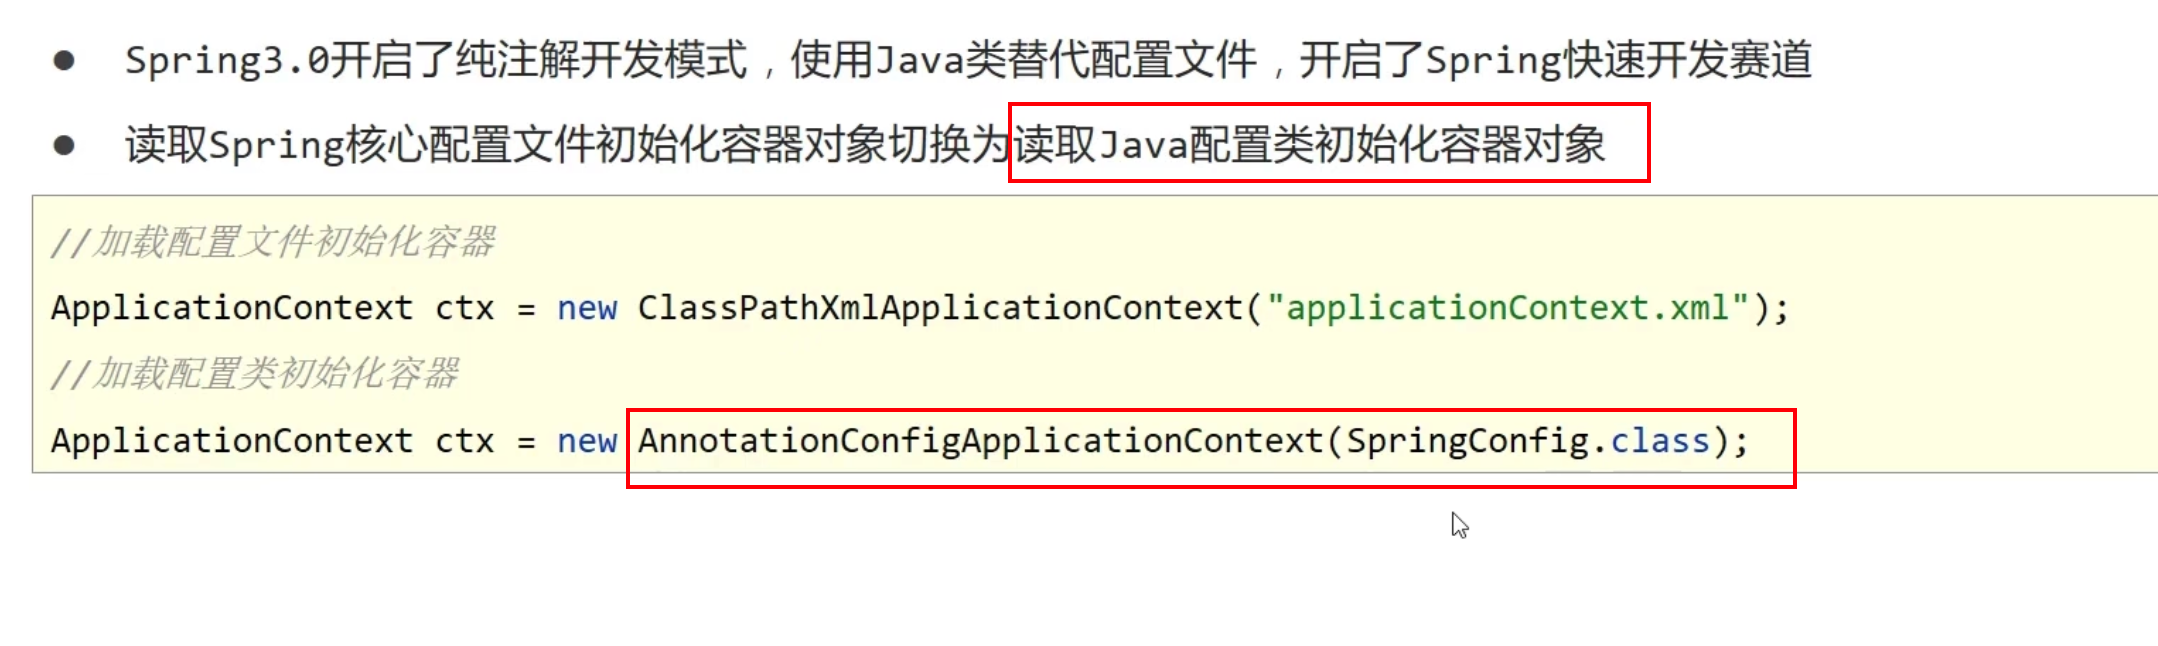 ● Spring3.0开启了纯注解开发模式，使用Java类替代配置文件，开启了Spring快速开发赛道
● 读取Spring核心配置文件初始化容器对象切换为读取Java配置类初始化容器对象
//加载配置文件初始化容器
ApplicationContext ctx = new ClassPathXmlApplicationContext("applicationContext.xml");
//加载配置类初始化容器
ApplicationContext ctx = new AnnotationConfigApplicationContext(SpringConfig.class);